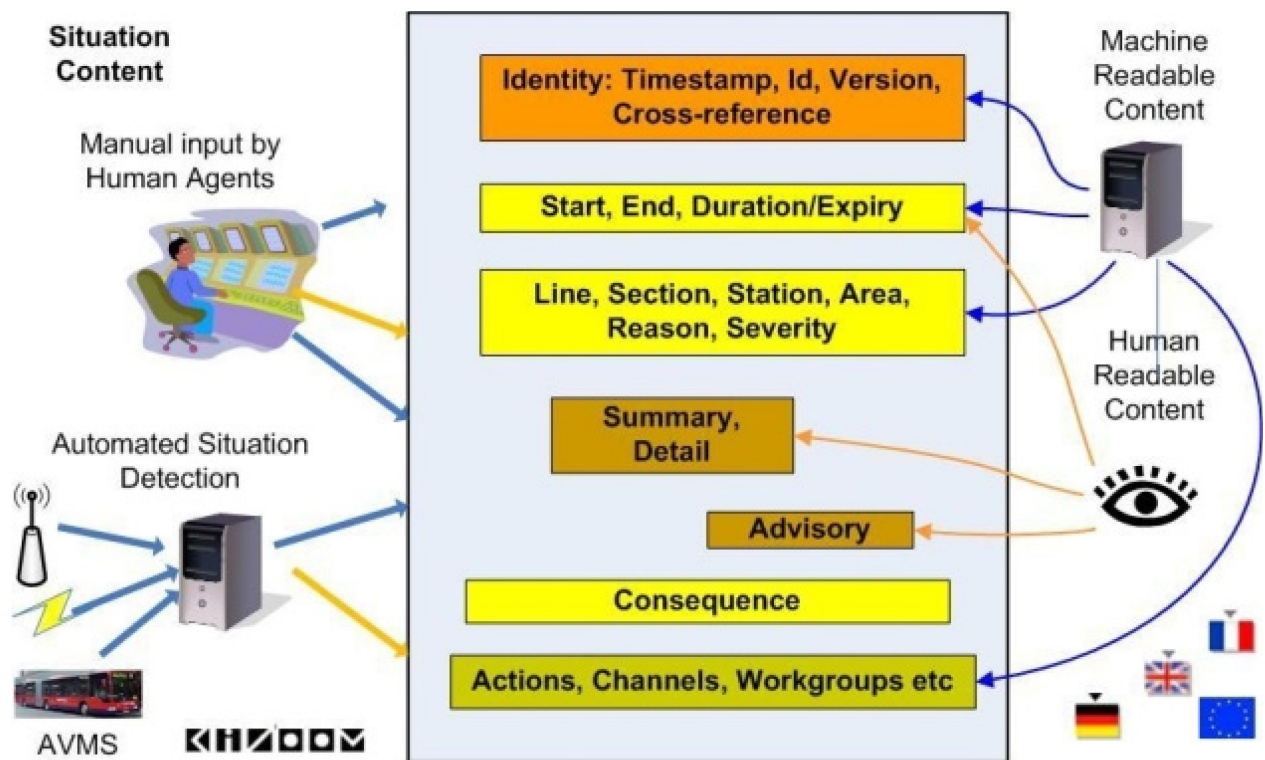 Situation
Content
Manual input by
Human Agents
Automated Situation
Detection
AVMS
Identity: Timestamp, Id, Version,
Cross-reference
Start, End, Duration/Expiry
Line, Section, Station, Area,
Reason, Severity
Summary,
Detail
Advisory
Consequence
Actions, Channels, Workgroups etc
Machine
Readable
Content
Human
Readable
Content